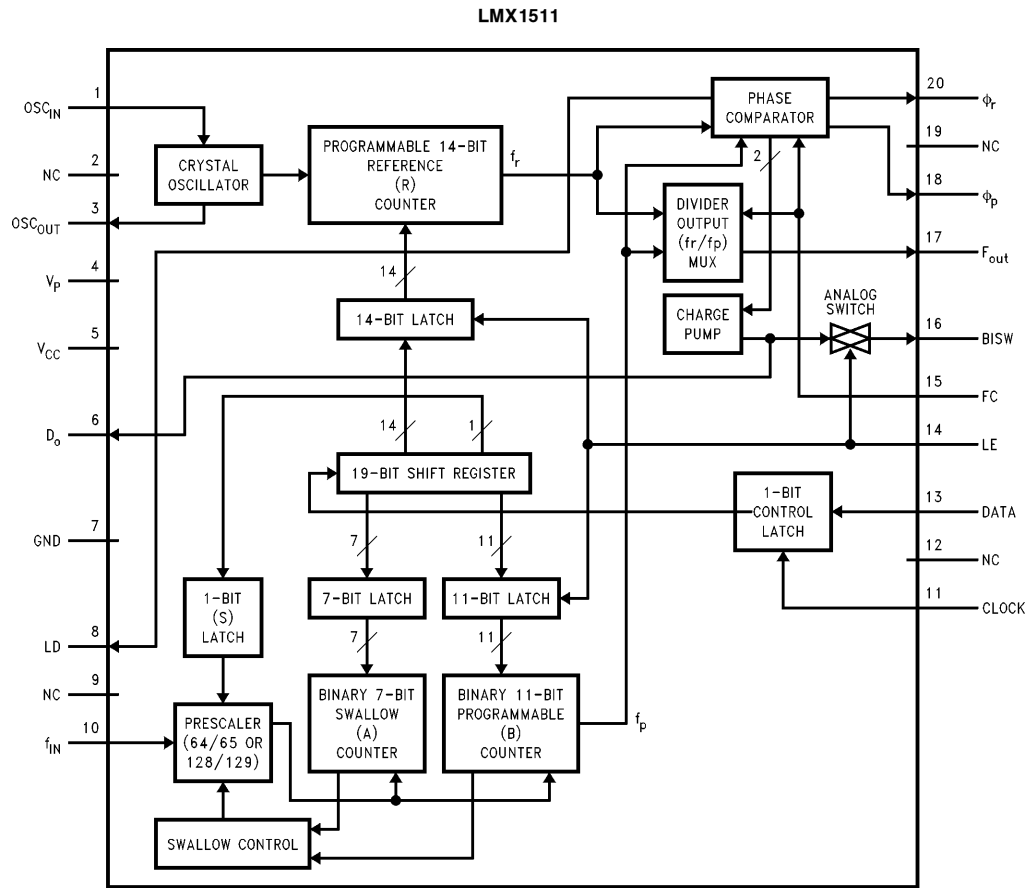 LMX1511
1
OSC_IN
2
NC
3
OSC_OUT
4
V_P
5
V_CC
6
D_o
7
GND
8
LD
9
NC
10
f_IN
20
ϕ_r
19
NC
18
ϕ_p
17
F_out
16
BISW
15
FC
14
LE
13
DATA
12
NC
11
CLOCK
CRYSTAL
OSCILLATOR
PROGRAMMABLE 14-BIT
REFERENCE
(R)
COUNTER
f_r
PHASE
COMPARATOR
2
DIVIDER
OUTPUT
(fr/fp)
MUX
CHARGE
PUMP
ANALOG
SWITCH
14
14-BIT LATCH
14
1
19-BIT SHIFT REGISTER
1-BIT
CONTROL
LATCH
7
11
1-BIT
(S)
LATCH
7-BIT LATCH
11-BIT LATCH
7
11
PRESCALER
(64/65 OR
128/129)
BINARY 7-BIT
SWALLOW
(A)
COUNTER
BINARY 11-BIT
PROGRAMMABLE
(B)
COUNTER
f_p
SWALLOW CONTROL